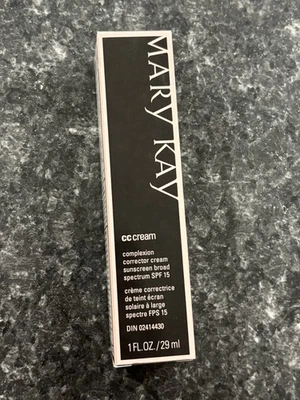 MARY KAY
cc cream
complexion
corrector cream
sunscreen broad
spectrum SPF 15
crème correctrice
de teint écran
solaire à large
spectre FPS 15
DIN 02414430
1 FL.OZ./29 ml